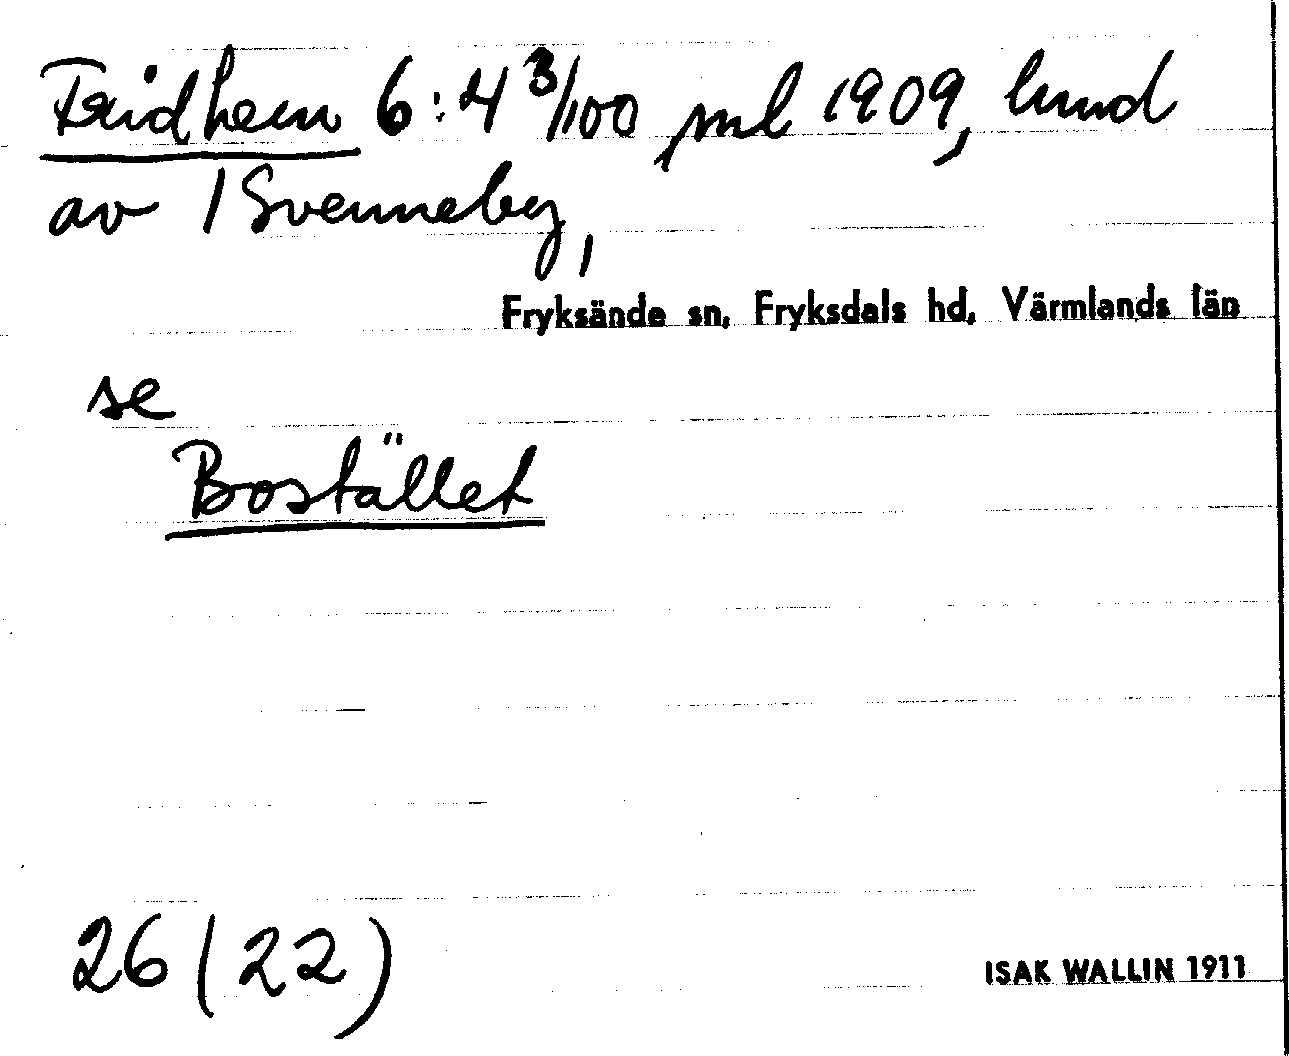 Fridhem 6:4 3/100 ml 1909, lund
av 1 Svenneby,
Fryksände sn, Fryksdals hd, Värmlands län
se
Bostället
26 (22)
ISAK WALLIN 1911